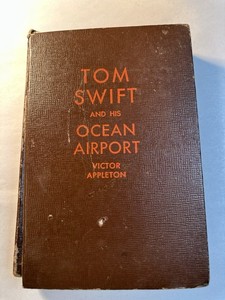 TOM
SWIFT
AND HIS
OCEAN
AIRPORT
VICTOR
APPLETON